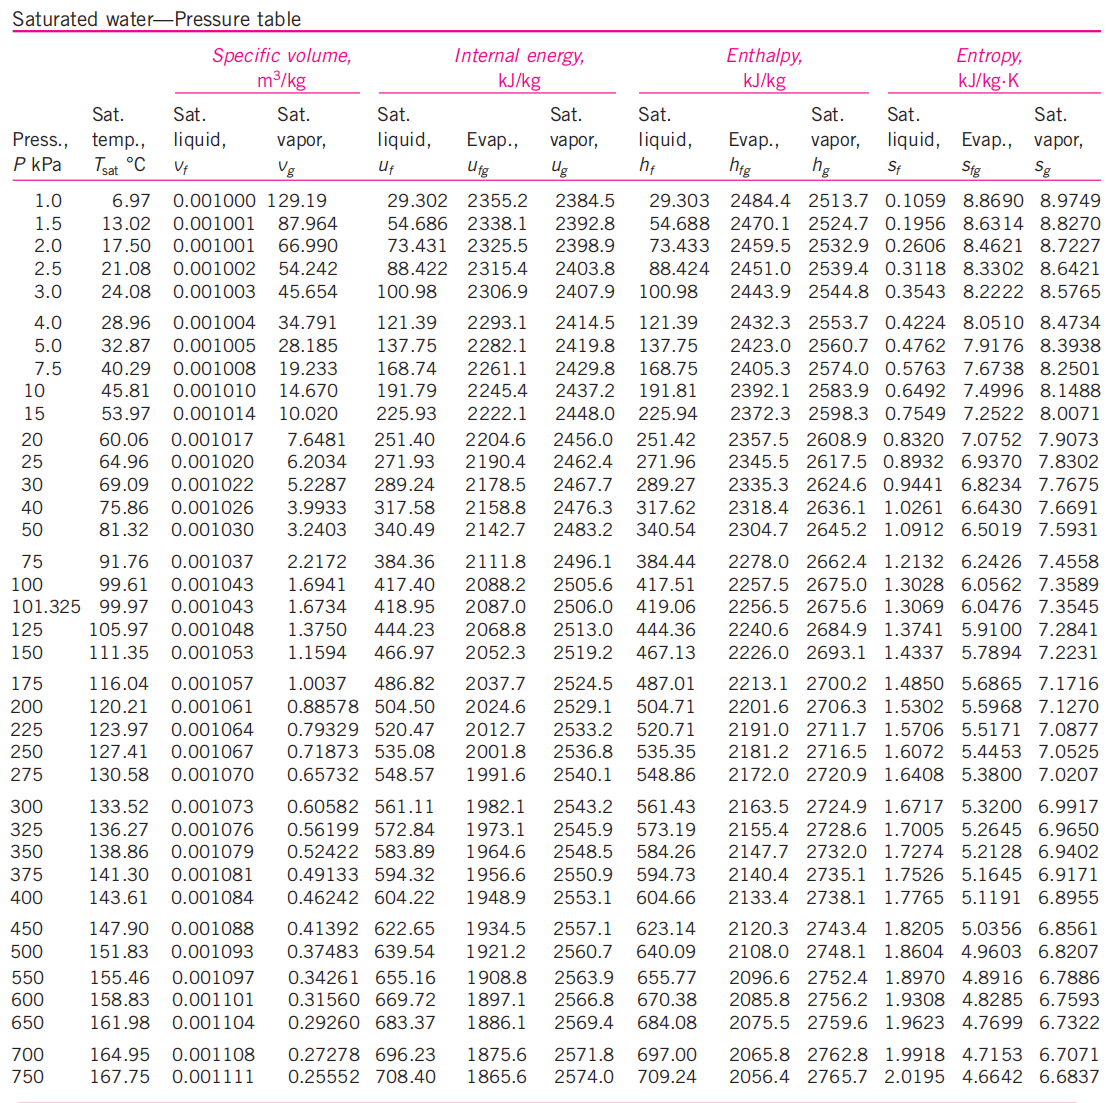 Saturated water—Pressure table
Specific volume, Internal energy, Enthalpy, Entropy,
m³/kg kJ/kg kJ/kg kJ/kg·K
Sat. Sat. Sat. Sat. Sat. Sat. Sat. Sat. Sat.
Press., temp., liquid, vapor, liquid, Evap., vapor, liquid, Evap., vapor, liquid, Evap., vapor,
P kPa Tsat °C vf vg uf ufg ug hf hfg hg sf sfg sg
1.0 6.97 0.001000 129.19 29.302 2355.2 2384.5 29.303 2484.4 2513.7 0.1059 8.8690 8.9749
1.5 13.02 0.001001 87.964 54.686 2338.1 2392.8 54.688 2470.1 2524.7 0.1956 8.6314 8.8270
2.0 17.50 0.001001 66.990 73.431 2325.5 2398.9 73.433 2459.5 2532.9 0.2606 8.4621 8.7227
2.5 21.08 0.001002 54.242 88.422 2315.4 2403.8 88.424 2451.0 2539.4 0.3118 8.3302 8.6421
3.0 24.08 0.001003 45.654 100.98 2306.9 2407.9 100.98 2443.9 2544.8 0.3543 8.2222 8.5765
4.0 28.96 0.001004 34.791 121.39 2293.1 2414.5 121.39 2432.3 2553.7 0.4224 8.0510 8.4734
5.0 32.87 0.001005 28.185 137.75 2282.1 2419.8 137.75 2423.0 2560.7 0.4762 7.9176 8.3938
7.5 40.29 0.001008 19.233 168.74 2261.1 2429.8 168.75 2405.3 2574.0 0.5763 7.6738 8.2501
10 45.81 0.001010 14.670 191.79 2245.4 2437.2 191.81 2392.1 2583.9 0.6492 7.4996 8.1488
15 53.97 0.001014 10.020 225.93 2222.1 2448.0 225.94 2372.3 2598.3 0.7549 7.2522 8.0071
20 60.06 0.001017 7.6481 251.40 2204.6 2456.0 251.42 2357.5 2608.9 0.8320 7.0752 7.9073
25 64.96 0.001020 6.2034 271.93 2190.4 2462.4 271.96 2345.5 2617.5 0.8932 6.9370 7.8302
30 69.09 0.001022 5.2287 289.24 2178.5 2467.7 289.27 2335.3 2624.6 0.9441 6.8234 7.7675
40 75.86 0.001026 3.9933 317.58 2158.8 2476.3 317.62 2318.4 2636.1 1.0261 6.6430 7.6691
50 81.32 0.001030 3.2403 340.49 2142.7 2483.2 340.54 2304.7 2645.2 1.0912 6.5019 7.5931
75 91.76 0.001037 2.2172 384.36 2111.8 2496.1 384.44 2278.0 2662.4 1.2132 6.2426 7.4558
100 99.61 0.001043 1.6941 417.40 2088.2 2505.6 417.51 2257.5 2675.0 1.3028 6.0562 7.3589
101.325 99.97 0.001043 1.6734 418.95 2087.0 2506.0 419.06 2256.5 2675.6 1.3069 6.0476 7.3545
125 105.97 0.001048 1.3750 444.23 2068.8 2513.0 444.36 2240.6 2684.9 1.3741 5.9100 7.2841
150 111.35 0.001053 1.1594 466.97 2052.3 2519.2 467.13 2226.0 2693.1 1.4337 5.7894 7.2231
175 116.04 0.001057 1.0037 486.82 2037.7 2524.5 487.01 2213.1 2700.2 1.4850 5.6865 7.1716
200 120.21 0.001061 0.88578 504.50 2024.6 2529.1 504.71 2201.6 2706.3 1.5302 5.5968 7.1270
225 123.97 0.001064 0.79329 520.47 2012.7 2533.2 520.71 2191.0 2711.7 1.5706 5.5171 7.0877
250 127.41 0.001067 0.71873 535.08 2001.8 2536.8 535.35 2181.2 2716.5 1.6072 5.4453 7.0525
275 130.58 0.001070 0.65732 548.57 1991.6 2540.1 548.86 2172.0 2720.9 1.6408 5.3800 7.0207
300 133.52 0.001073 0.60582 561.11 1982.1 2543.2 561.43 2163.5 2724.9 1.6717 5.3200 6.9917
325 136.27 0.001076 0.56199 572.84 1973.1 2545.9 573.19 2155.4 2728.6 1.7005 5.2645 6.9650
350 138.86 0.001079 0.52422 583.89 1964.6 2548.5 584.26 2147.7 2732.0 1.7274 5.2128 6.9402
375 141.30 0.001081 0.49133 594.32 1956.6 2550.9 594.73 2140.4 2735.1 1.7526 5.1645 6.9171
400 143.61 0.001084 0.46242 604.22 1948.9 2553.1 604.66 2133.4 2738.1 1.7765 5.1191 6.8955
450 147.90 0.001088 0.41392 622.65 1934.5 2557.1 623.14 2120.3 2743.4 1.8205 5.0356 6.8561
500 151.83 0.001093 0.37483 639.54 1921.2 2560.7 640.09 2108.0 2748.1 1.8604 4.9603 6.8207
550 155.46 0.001097 0.34261 655.16 1908.8 2563.9 655.77 2096.6 2752.4 1.8970 4.8916 6.7886
600 158.83 0.001101 0.31560 669.72 1897.1 2566.8 670.38 2085.8 2756.2 1.9308 4.8285 6.7593
650 161.98 0.001104 0.29260 683.37 1886.1 2569.4 684.08 2075.5 2759.6 1.9623 4.7699 6.7322
700 164.95 0.001108 0.27278 696.23 1875.6 2571.8 697.00 2065.8 2762.8 1.9918 4.7153 6.7071
750 167.75 0.001111 0.25552 708.40 1865.6 2574.0 709.24 2056.4 2765.7 2.0195 4.6642 6.6837